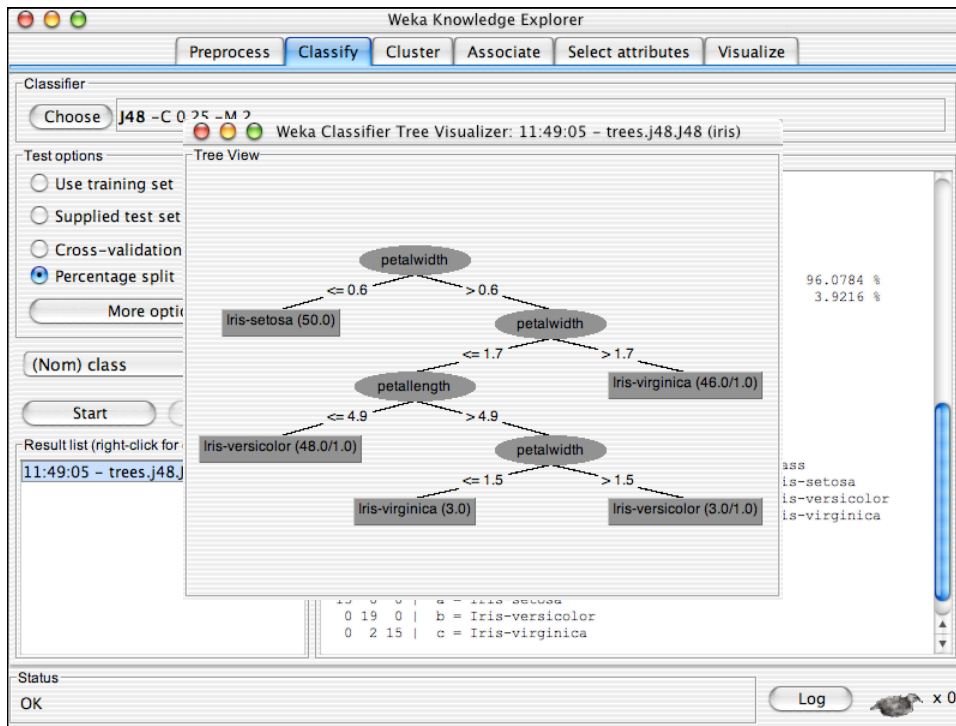 Weka Knowledge Explorer
Preprocess Classify Cluster Associate Select attributes Visualize
Classifier
Choose J48 -C 0.25 -M 2
Weka Classifier Tree Visualizer: 11:49:05 - trees.j48.J48 (iris)
Test options
Tree View
Use training set
Supplied test set
Cross-validation
Percentage split
More optio
(Nom) class
Start
Result list (right-click for
11:49:05 - trees.j48.J
petalwidth
<= 0.6 > 0.6
Iris-setosa (50.0) petalwidth
<= 1.7 > 1.7
petallength Iris-virginica (46.0/1.0)
<= 4.9 > 4.9
Iris-versicolor (48.0/1.0) petalwidth
<= 1.5 > 1.5
Iris-virginica (3.0) Iris-versicolor (3.0/1.0)
96.0784 %
3.9216 %
ass
is-setosa
is-versicolor
is-virginica
0 19 0 | b = Iris-versicolor
0 2 15 | c = Iris-virginica
Status
OK
Log x 0